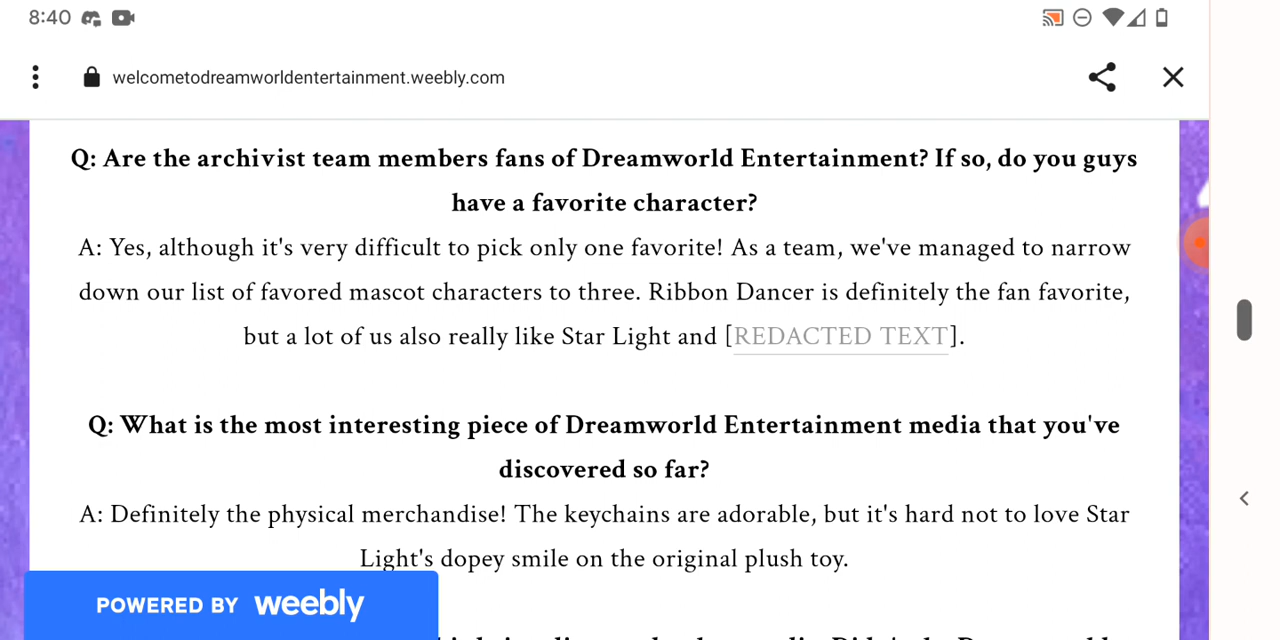 8:40
welcometodreamworldentertainment.weebly.com
Q: Are the archivist team members fans of Dreamworld Entertainment? If so, do you guys
have a favorite character?
A: Yes, although it's very difficult to pick only one favorite! As a team, we've managed to narrow
down our list of favored mascot characters to three. Ribbon Dancer is definitely the fan favorite,
but a lot of us also really like Star Light and [REDACTED TEXT].
Q: What is the most interesting piece of Dreamworld Entertainment media that you've
discovered so far?
A: Definitely the physical merchandise! The keychains are adorable, but it's hard not to love Star
Light's dopey smile on the original plush toy.
POWERED BY weebly